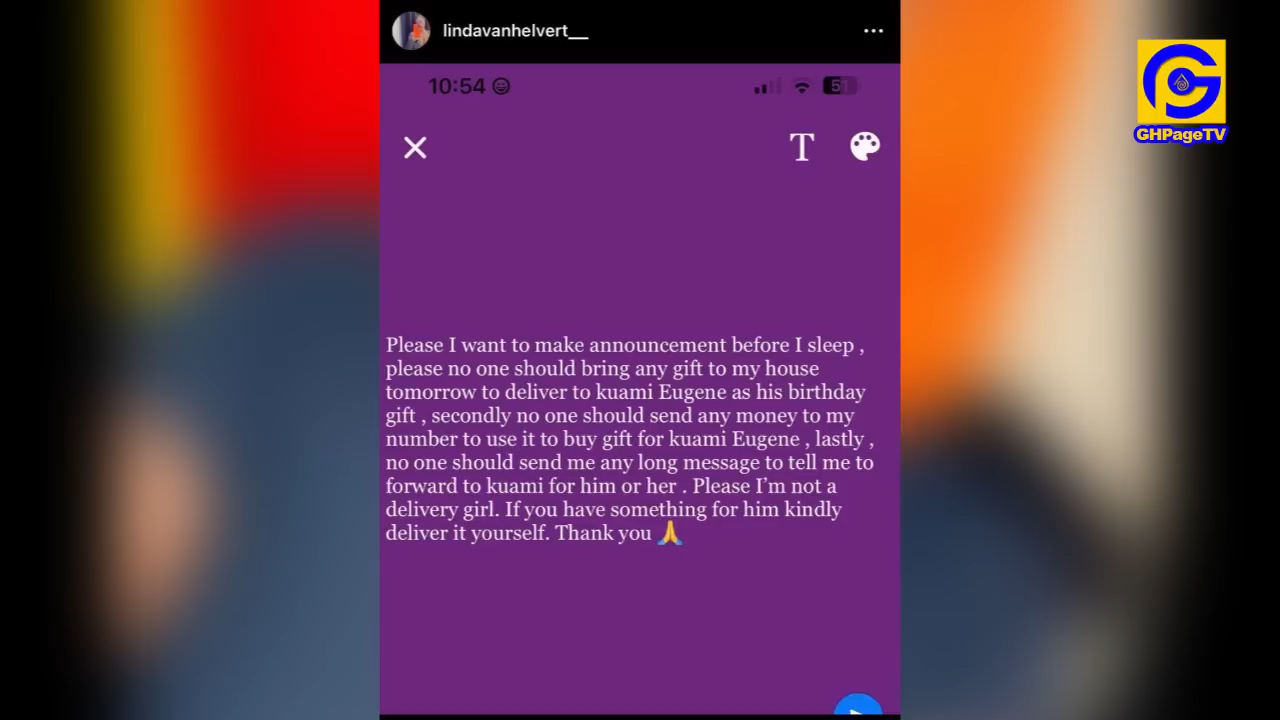 lindavanhelvert__
10:54
51
T
GHPageTV
Please I want to make announcement before I sleep ,
please no one should bring any gift to my house
tomorrow to deliver to kuami Eugene as his birthday
gift , secondly no one should send any money to my
number to use it to buy gift for kuami Eugene , lastly ,
no one should send me any long message to tell me to
forward to kuami for him or her . Please I'm not a
delivery girl. If you have something for him kindly
deliver it yourself. Thank you 🙏